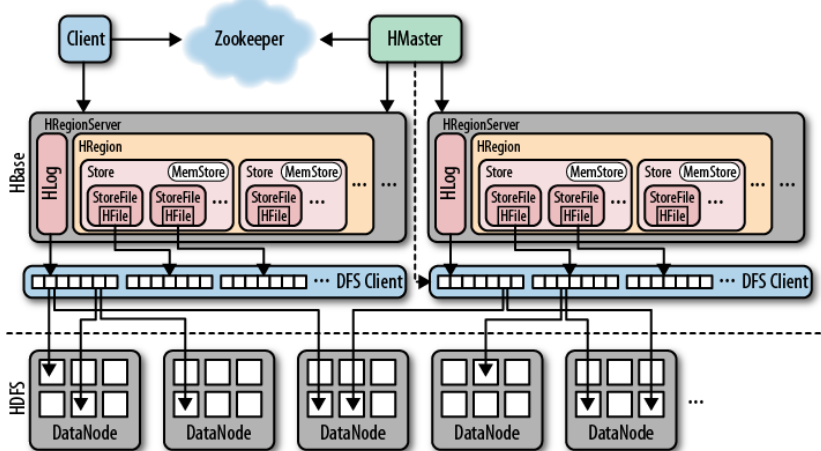 Client
Zookeeper
HMaster
HBase
HRegionServer
HLog
HRegion
Store
MemStore
StoreFile
HFile
StoreFile
HFile
...
Store
MemStore
StoreFile
HFile
...
...
...
HRegionServer
HLog
HRegion
Store
MemStore
StoreFile
HFile
StoreFile
HFile
...
Store
MemStore
StoreFile
HFile
...
...
...
... DFS Client
... DFS Client
HDFS
DataNode
DataNode
DataNode
DataNode
DataNode
...